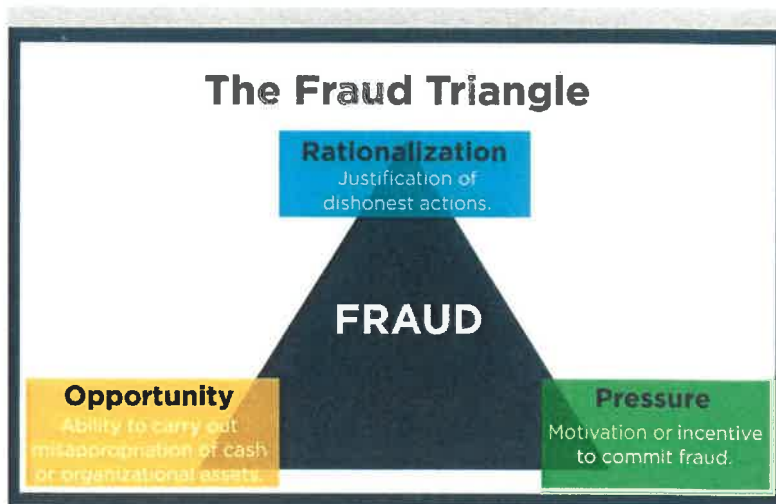 The Fraud Triangle
Rationalization
Justification of
dishonest actions.
FRAUD
Opportunity
Ability to carry out
misappropriation of cash
or organizational assets.
Pressure
Motivation or incentive
to commit fraud.